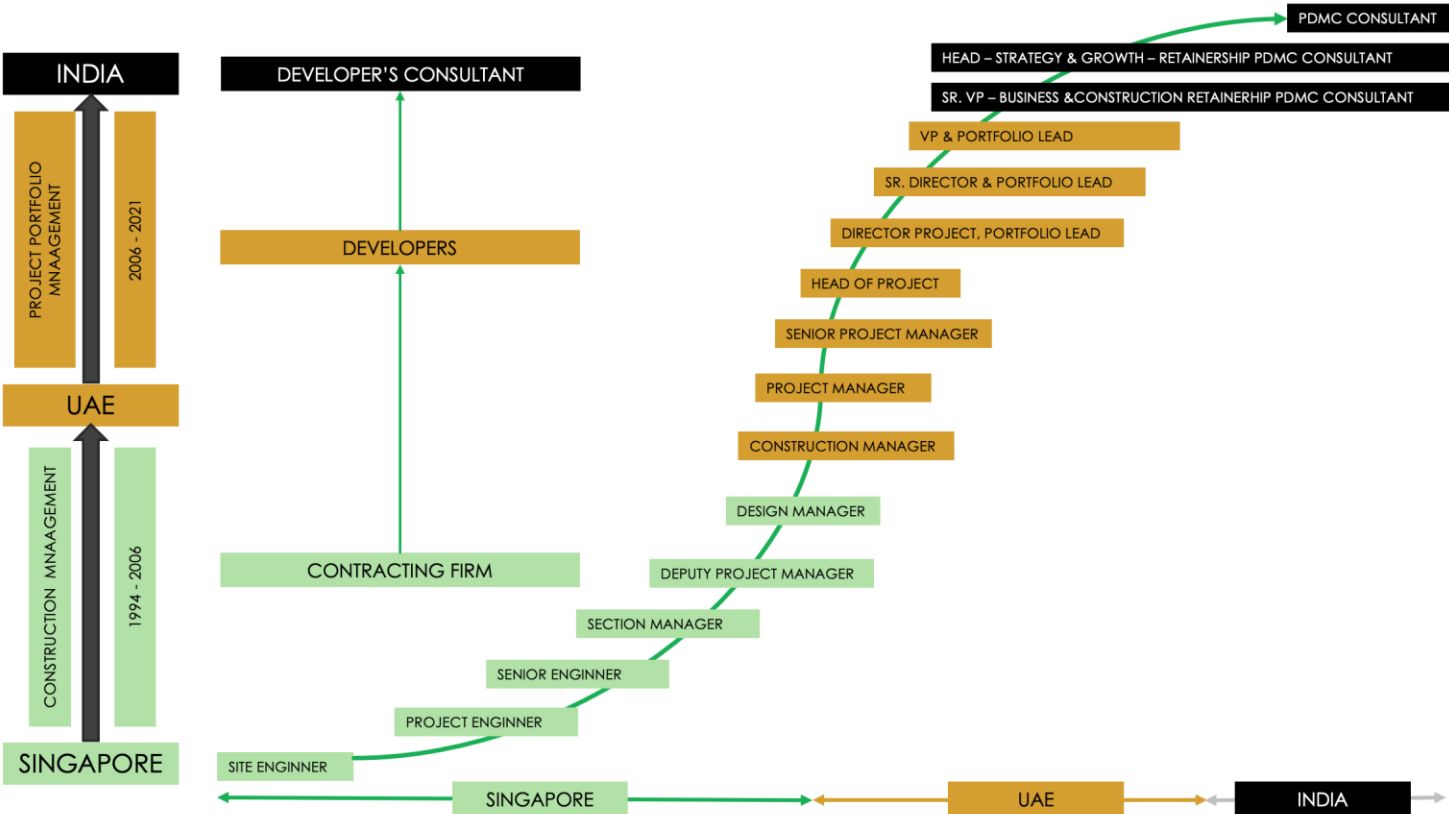 PDMC CONSULTANT
INDIA
DEVELOPER'S CONSULTANT
HEAD – STRATEGY & GROWTH – RETAINERSHIP PDMC CONSULTANT
SR. VP – BUSINESS &CONSTRUCTION RETAINERHIP PDMC CONSULTANT
VP & PORTFOLIO LEAD
SR. DIRECTOR & PORTFOLIO LEAD
PROJECT PORTFOLIO
MNAAGEMENT
2006 - 2021
DEVELOPERS
DIRECTOR PROJECT, PORTFOLIO LEAD
HEAD OF PROJECT
SENIOR PROJECT MANAGER
PROJECT MANAGER
UAE
CONSTRUCTION MANAGER
DESIGN MANAGER
CONSTRUCTION MNAAGEMENT
1994 - 2006
CONTRACTING FIRM
DEPUTY PROJECT MANAGER
SECTION MANAGER
SENIOR ENGINNER
PROJECT ENGINNER
SINGAPORE
SITE ENGINNER
SINGAPORE
UAE
INDIA